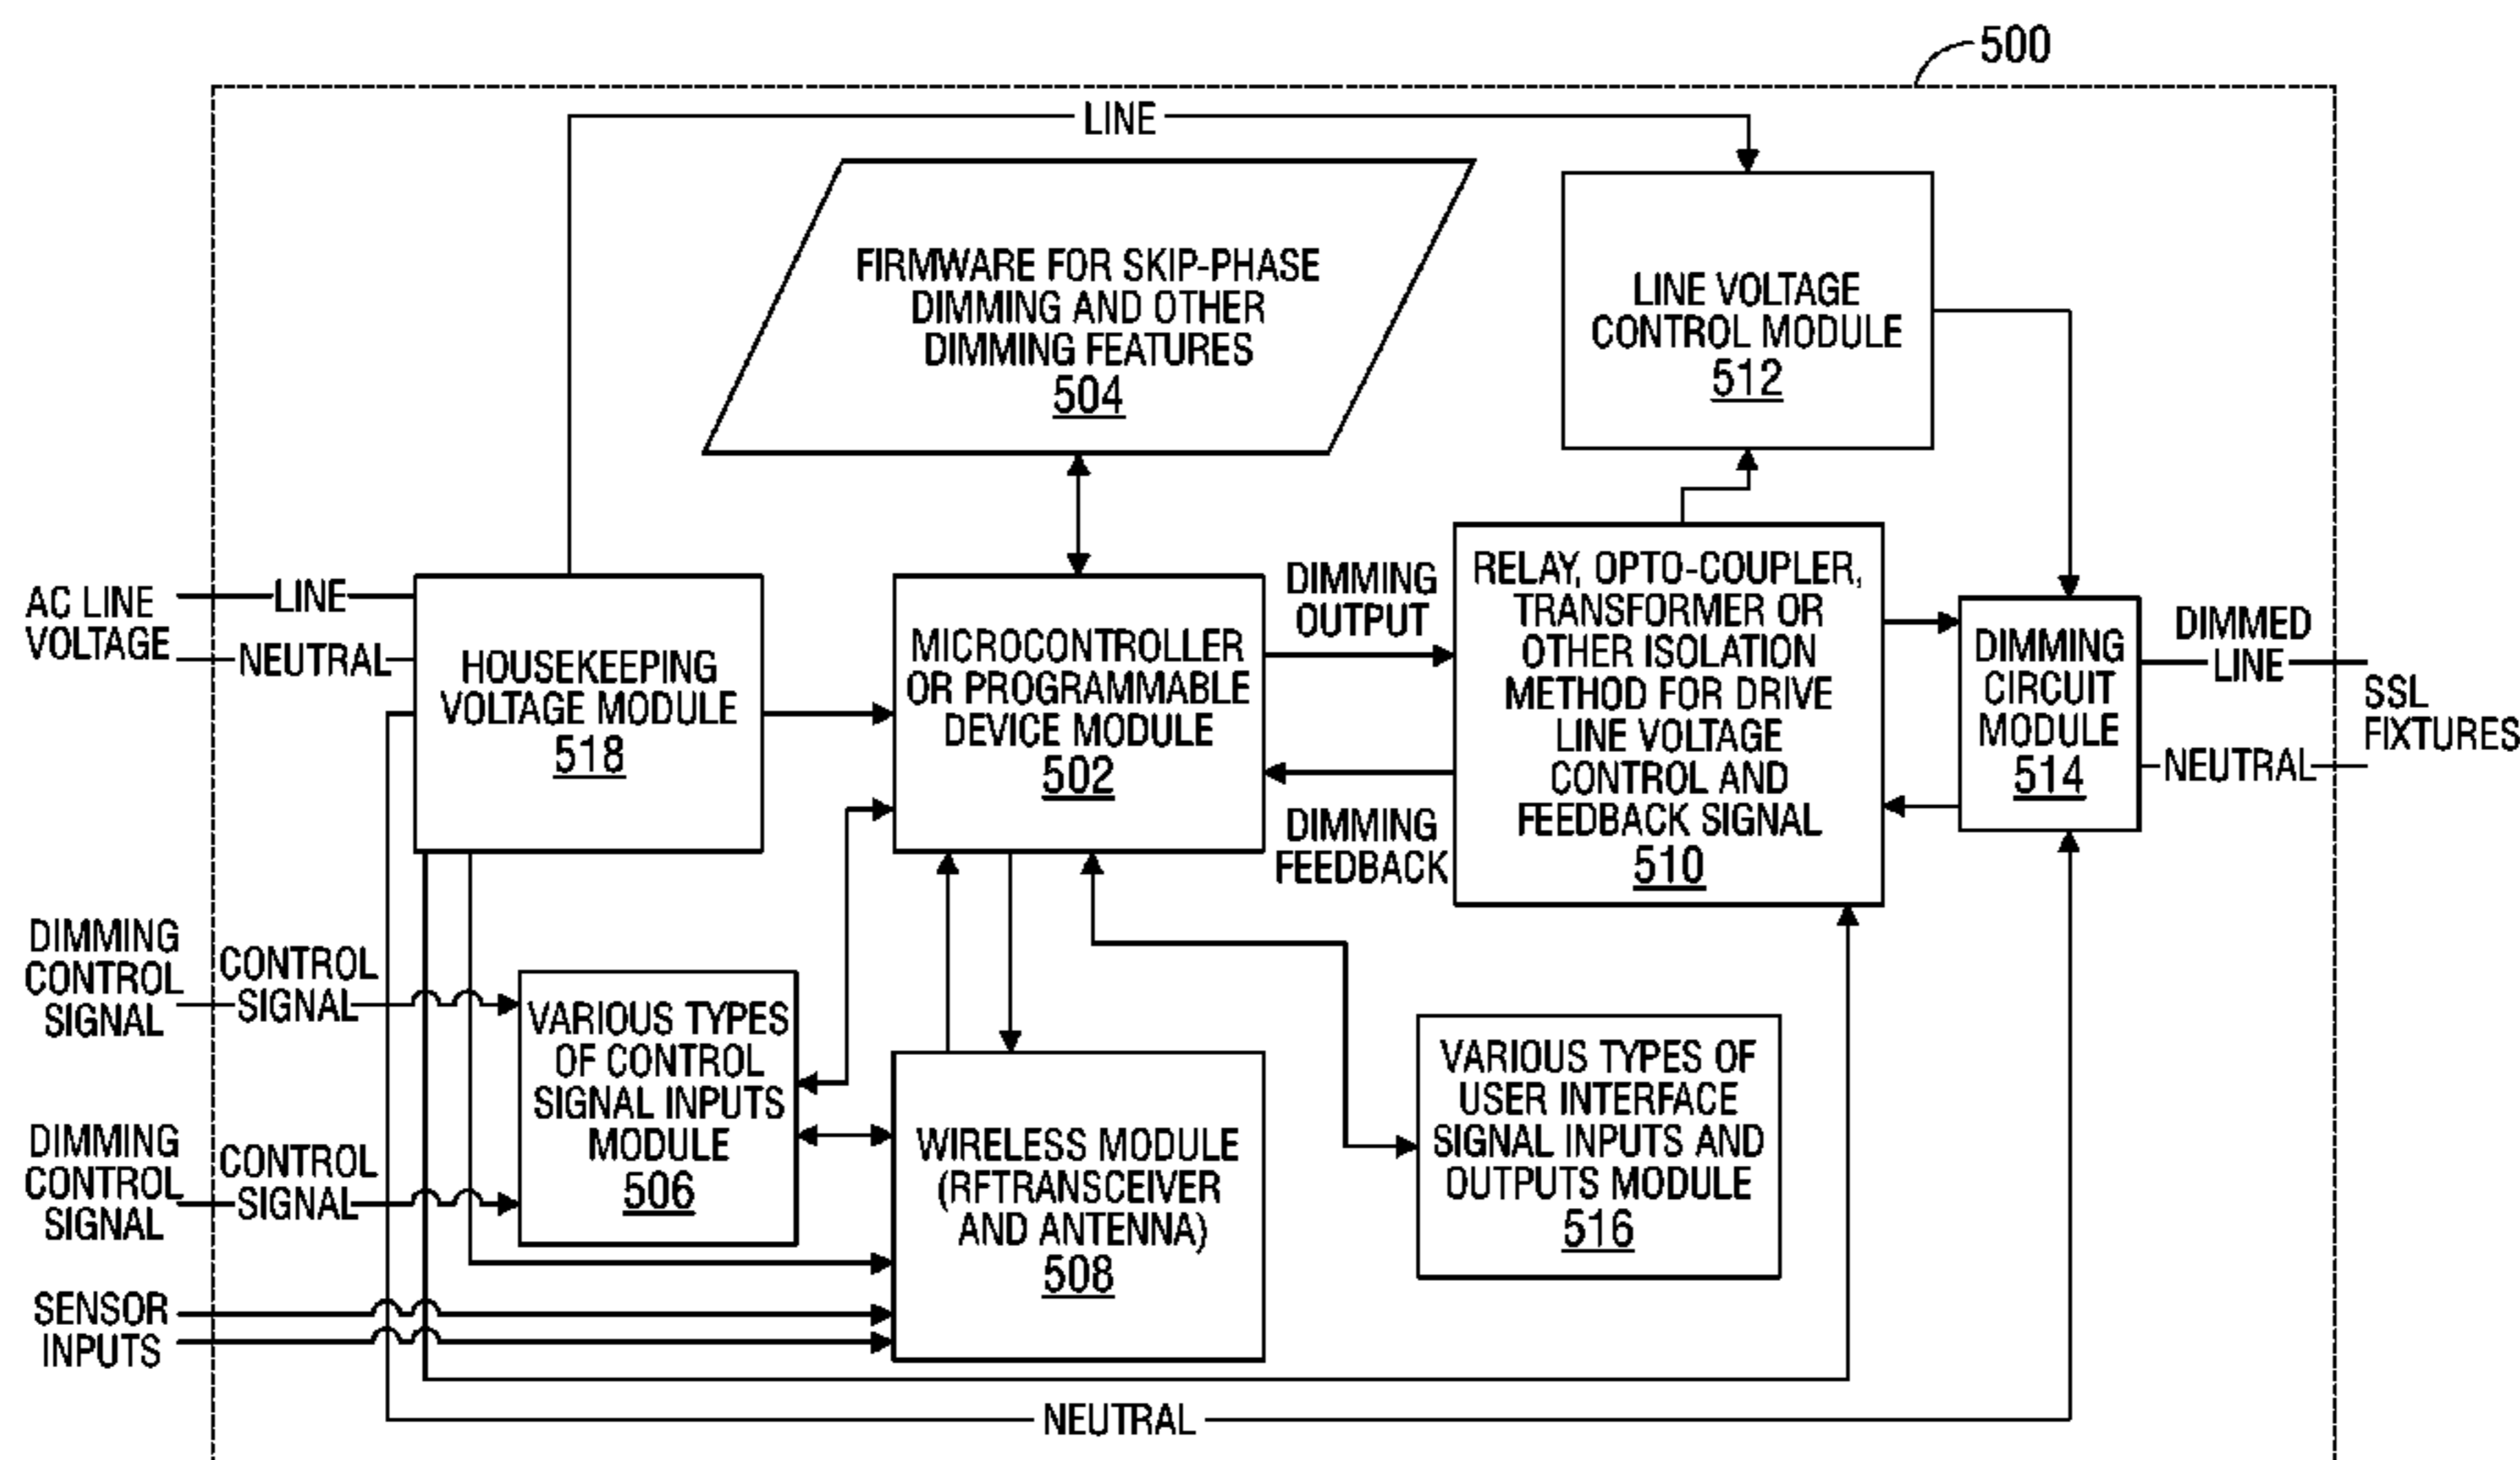 500
LINE
FIRMWARE FOR SKIP-PHASE
DIMMING AND OTHER
DIMMING FEATURES
504
LINE VOLTAGE
CONTROL MODULE
512
AC LINE
VOLTAGE
LINE
NEUTRAL
HOUSEKEEPING
VOLTAGE MODULE
518
MICROCONTROLLER
OR PROGRAMMABLE
DEVICE MODULE
502
DIMMING
OUTPUT
DIMMING
FEEDBACK
RELAY, OPTO-COUPLER,
TRANSFORMER OR
OTHER ISOLATION
METHOD FOR DRIVE
LINE VOLTAGE
CONTROL AND
FEEDBACK SIGNAL
510
DIMMING
CIRCUIT
MODULE
514
DIMMED
LINE
NEUTRAL
SSL
FIXTURES
DIMMING
CONTROL
SIGNAL
CONTROL
SIGNAL
DIMMING
CONTROL
SIGNAL
CONTROL
SIGNAL
VARIOUS TYPES
OF CONTROL
SIGNAL INPUTS
MODULE
506
WIRELESS MODULE
(RFTRANSCEIVER
AND ANTENNA)
508
VARIOUS TYPES OF
USER INTERFACE
SIGNAL INPUTS AND
OUTPUTS MODULE
516
SENSOR
INPUTS
NEUTRAL